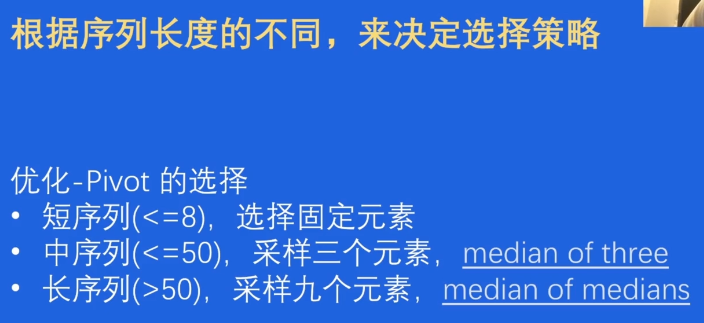 根据序列长度的不同，来决定选择策略
优化-Pivot 的选择
• 短序列(<=8)，选择固定元素
• 中序列(<=50)，采样三个元素，median of three
• 长序列(>50)，采样九个元素，median of medians